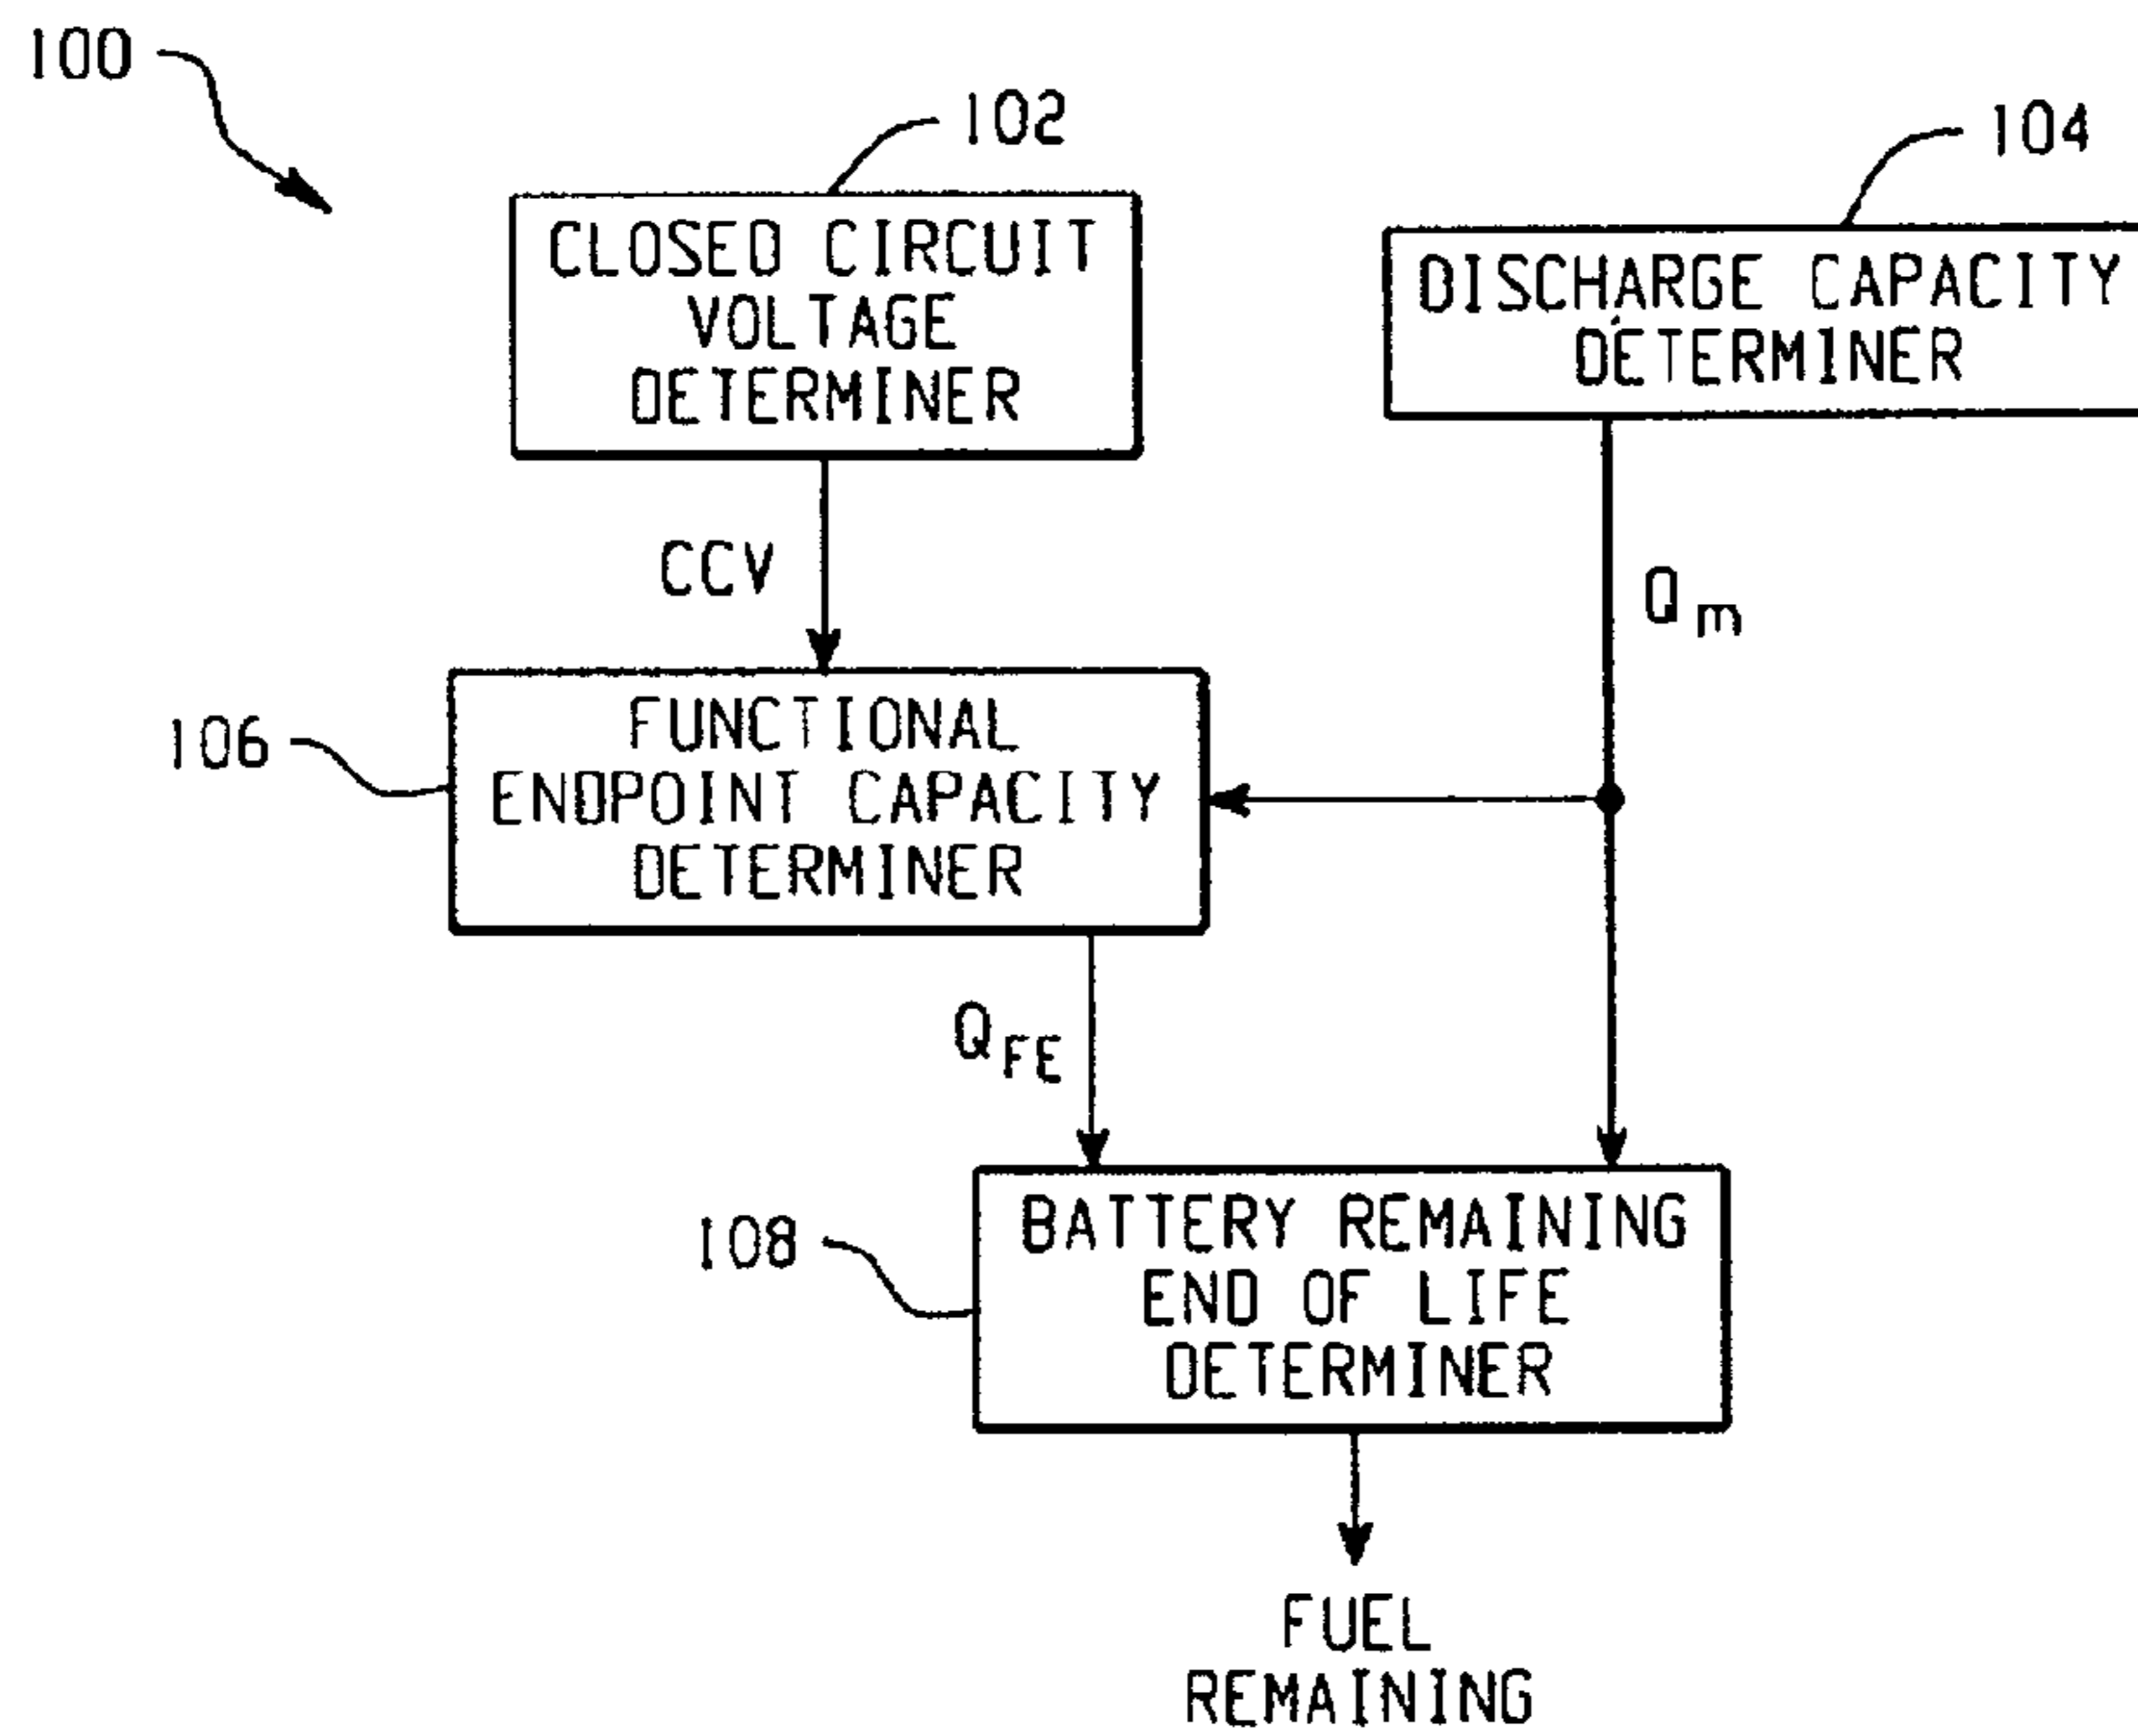 100
102
104
CLOSED CIRCUIT
VOLTAGE
DETERMINER
DISCHARGE CAPACITY
DETERMINER
CCV
Qm
106
FUNCTIONAL
ENDPOINT CAPACITY
DETERMINER
QFE
108
BATTERY REMAINING
END OF LIFE
DETERMINER
FUEL
REMAINING